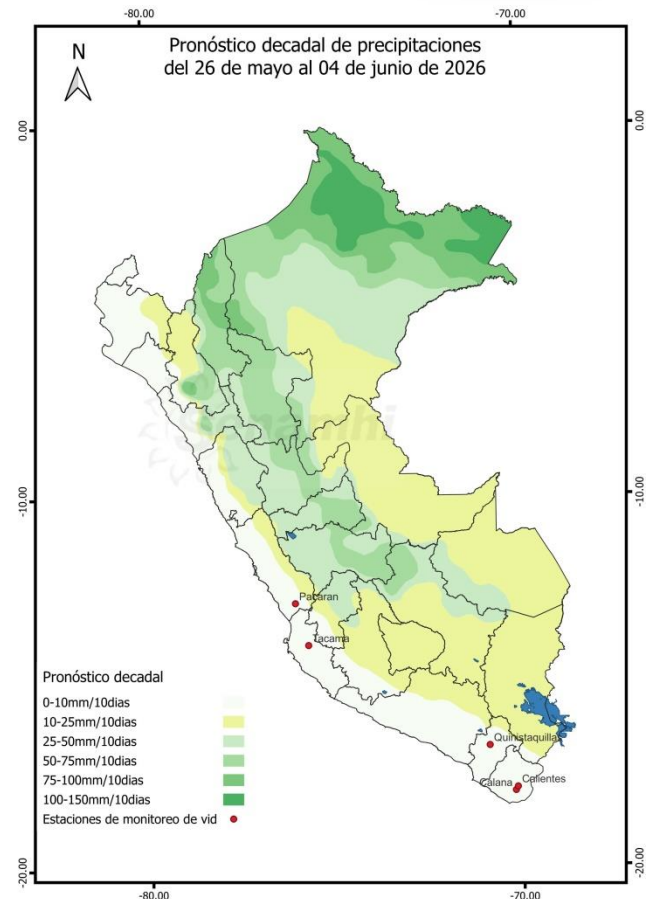 -80.00
-70.00
N
Pronóstico decadal de precipitaciones
del 26 de mayo al 04 de junio de 2026
0.00
0.00
Senamhi
-10.00
-10.00
Pacaran
Tacama
Pronóstico decadal
0-10mm/10dias
10-25mm/10dias
25-50mm/10dias
50-75mm/10dias
75-100mm/10dias
100-150mm/10dias
Estaciones de monitoreo de vid
Quinistaquilla
Calana
Calientes
-20.00
-20.00
-80.00
-70.00